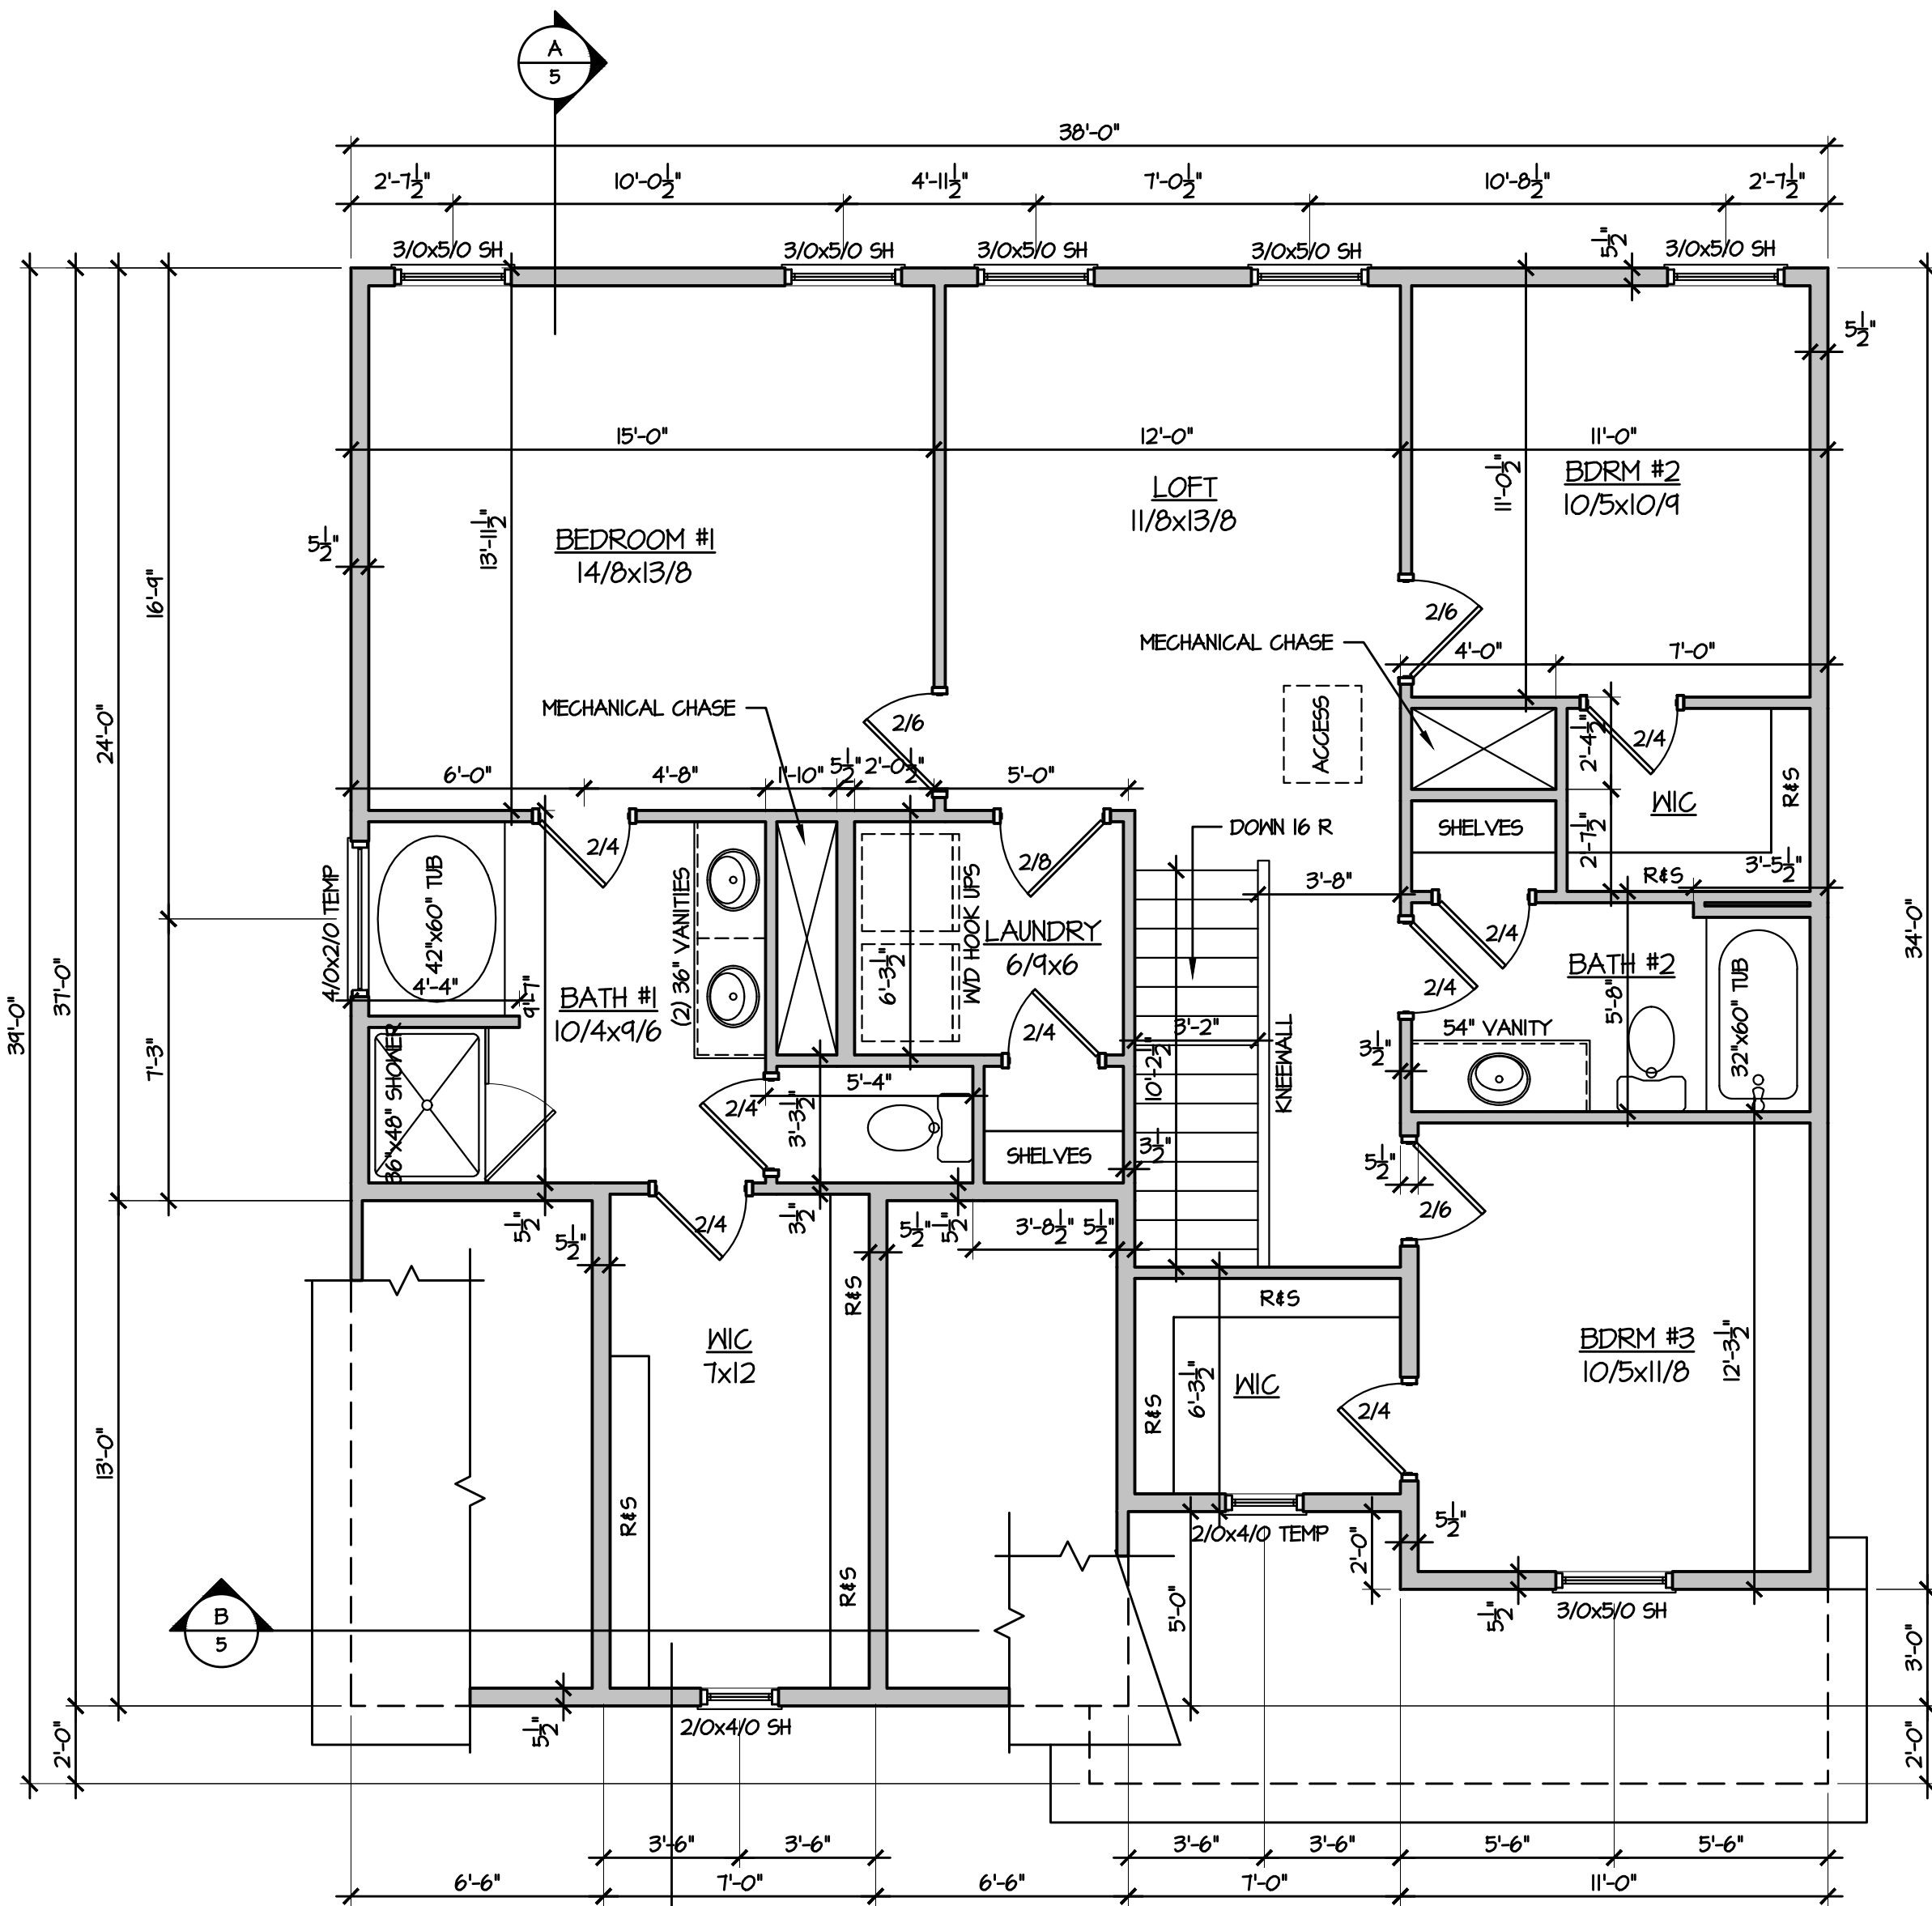 A
5
38'-0"
2'-7½"
10'-0½"
4'-11½"
7'-0½"
10'-8½"
2'-7½"
3/0x5/0 SH
3/0x5/0 SH
3/0x5/0 SH
3/0x5/0 SH
3/0x5/0 SH
5½"
5½"
15'-0"
12'-0"
11'-0"
LOFT
11/8x13/8
BDRM #2
10/5x10/9
11'-0½"
BEDROOM #1
14/8x13/8
13'-11½"
5½"
16'-9"
24'-0"
37'-0"
39'-0"
34'-0"
2/6
MECHANICAL CHASE
4'-0"
7'-0"
MECHANICAL CHASE
2/6
ACCESS
2'-4½"
2/4
R&S
WIC
6'-0"
4'-8"
1'-10"
5½"
2'-0½"
5'-0"
DOWN 16 R
SHELVES
2'-7½"
3'-5½"
R&S
3'-8"
2/4
2/8
4/0x2/0 TEMP
42"x60" TUB
4'-4"
(2) 36" VANITIES
W/D HOOK UPS
LAUNDRY
6/9x6
6'-3½"
9'-7"
BATH #1
10/4x9/6
2/4
2/4
2/4
BATH #2
5'-8"
32"x60" TUB
54" VANITY
3½"
3'-2"
10'-2½"
KNEEWALL
7'-3"
36"x48" SHOWER
2/4
5'-4"
3'-3½"
SHELVES
3½"
5½"
2/6
2/4
5½"
5½"
3½"
5½"
5½"
3'-8½"
5½"
R&S
R&S
WIC
7x12
WIC
R&S
6'-3½"
2/4
BDRM #3
10/5x11/8
12'-3½"
13'-0"
R&S
R&S
2/0x4/0 TEMP
2'-0"
5½"
5'-0"
5½"
3/0x5/0 SH
B
5
3'-0"
5½"
2/0x4/0 SH
2'-0"
2'-0"
3'-6"
3'-6"
3'-6"
3'-6"
5'-6"
5'-6"
6'-6"
7'-0"
6'-6"
7'-0"
11'-0"